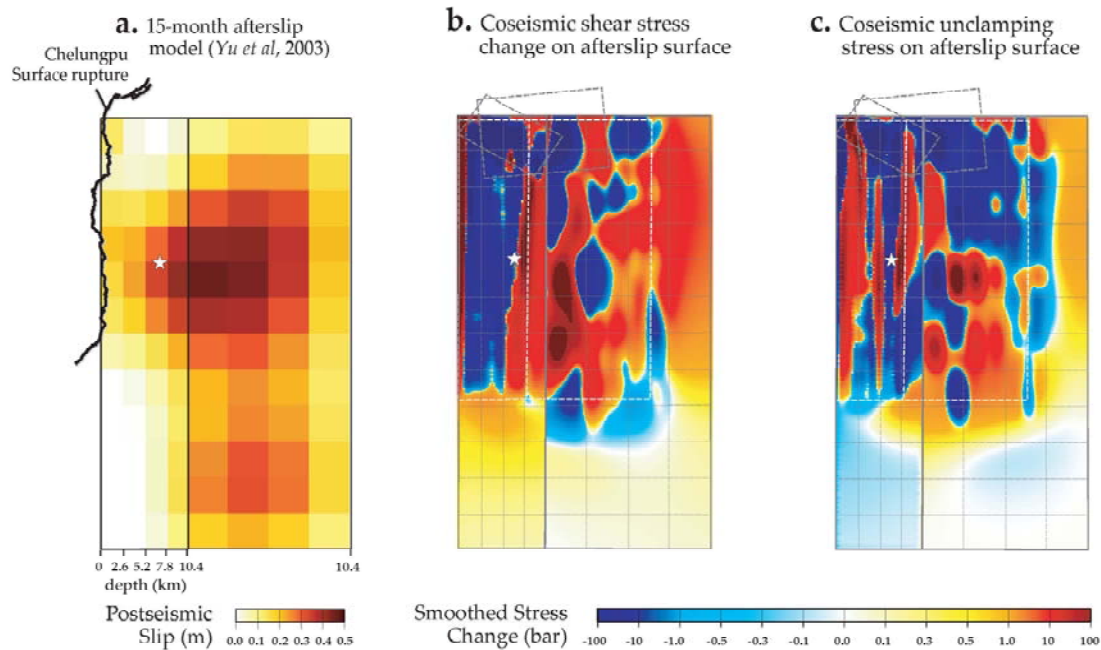 a. 15-month afterslip
model (Yu et al, 2003)
Chelungpu
Surface rupture
b. Coseismic shear stress
change on afterslip surface
c. Coseismic unclamping
stress on afterslip surface
0 2.6 5.2 7.8 10.4 10.4
depth (km)
Postseismic
Slip (m)
0.0 0.1 0.2 0.3 0.4 0.5
Smoothed Stress
Change (bar)
-100 -10 -1.0 -0.5 -0.3 -0.1 0.0 0.1 0.3 0.5 1.0 10 100